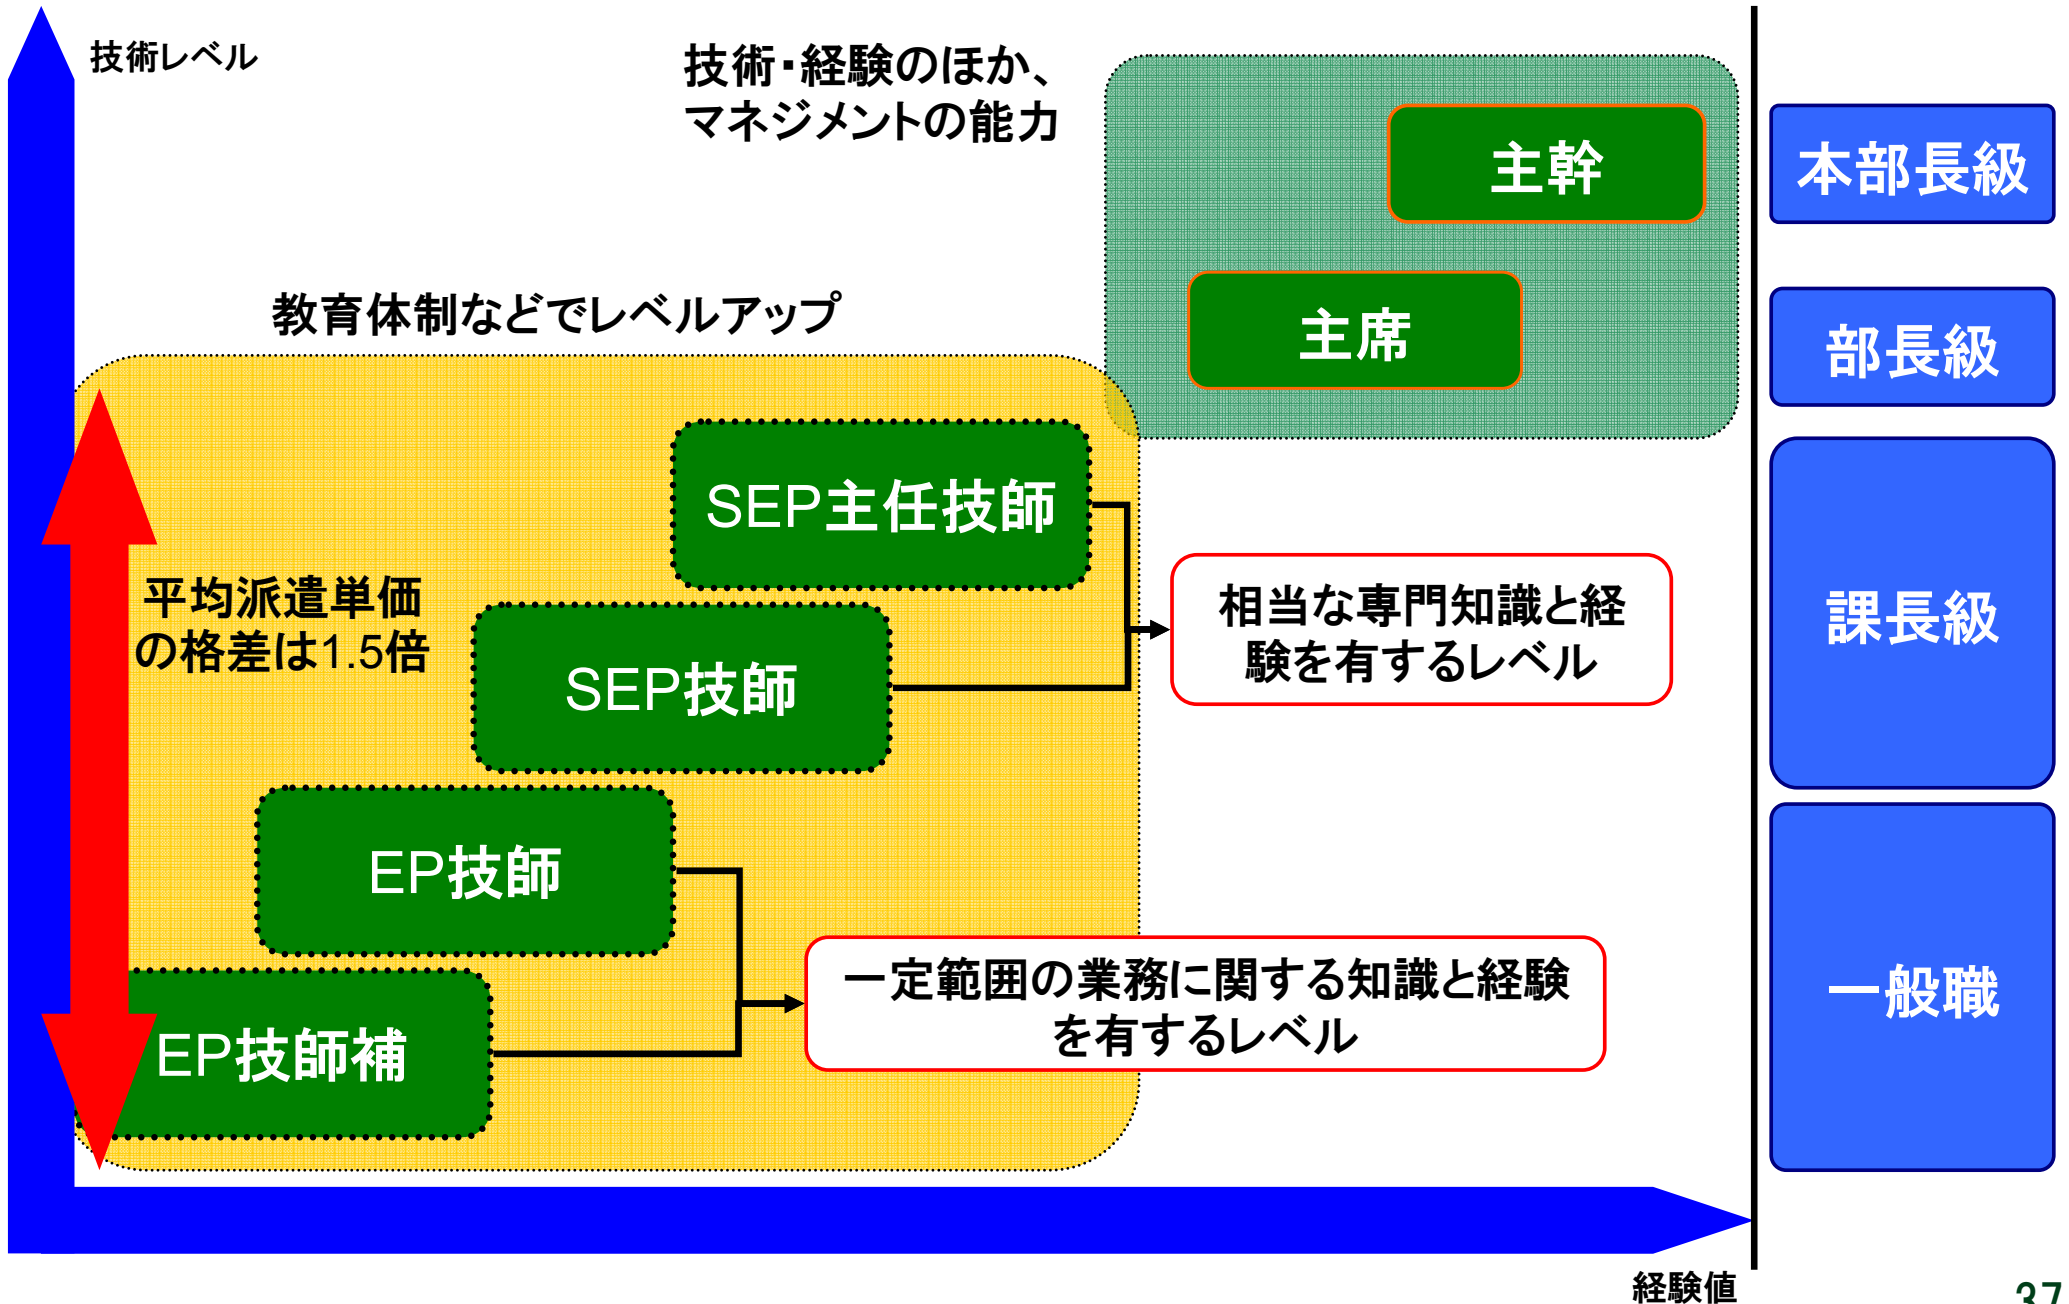 技術レベル
技術・経験のほか、
マネジメントの能力
主幹
本部長級
教育体制などでレベルアップ
主席
部長級
SEP主任技師
平均派遣単価
の格差は1.5倍
相当な専門知識と経
験を有するレベル
課長級
SEP技師
EP技師
一定範囲の業務に関する知識と経験
を有するレベル
一般職
EP技師補
経験値
37